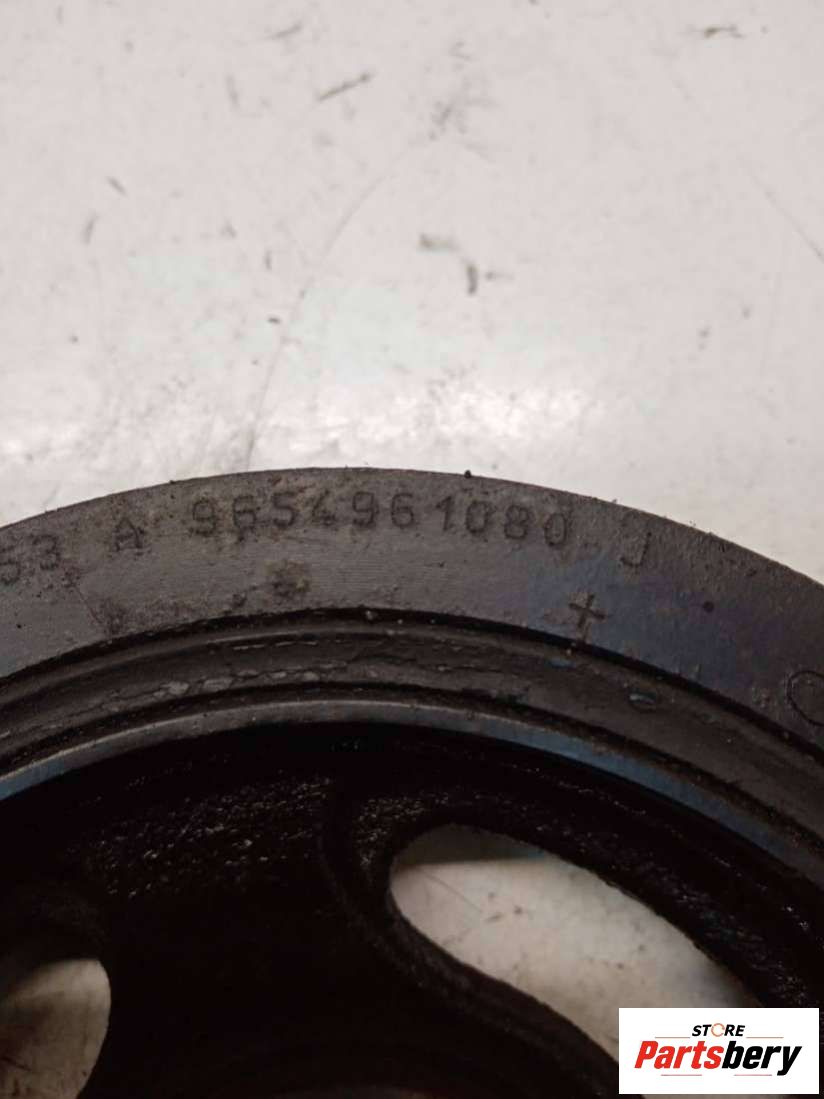 53 A 9654961080 J
+
STORE
Partsbery